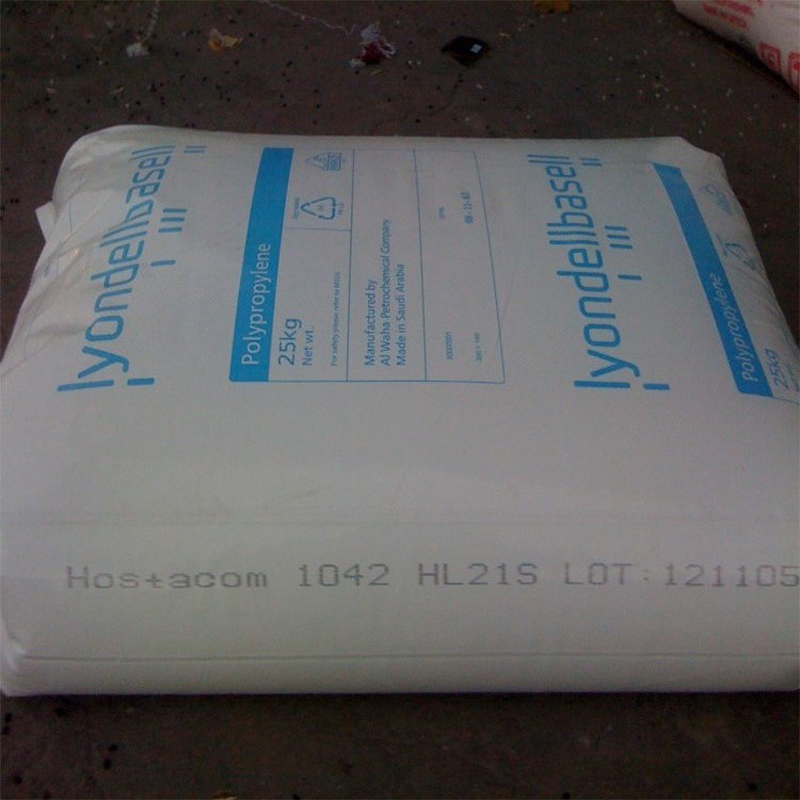 lyondellbasell
Polypropylene
25kg
Net wt.
Manufactured by
Al Waha Petrochemical Company
Made in Saudi Arabia
lyondellbasell
Polypropylene
25kg
Hostacom 1042 HL21S LOT:121105